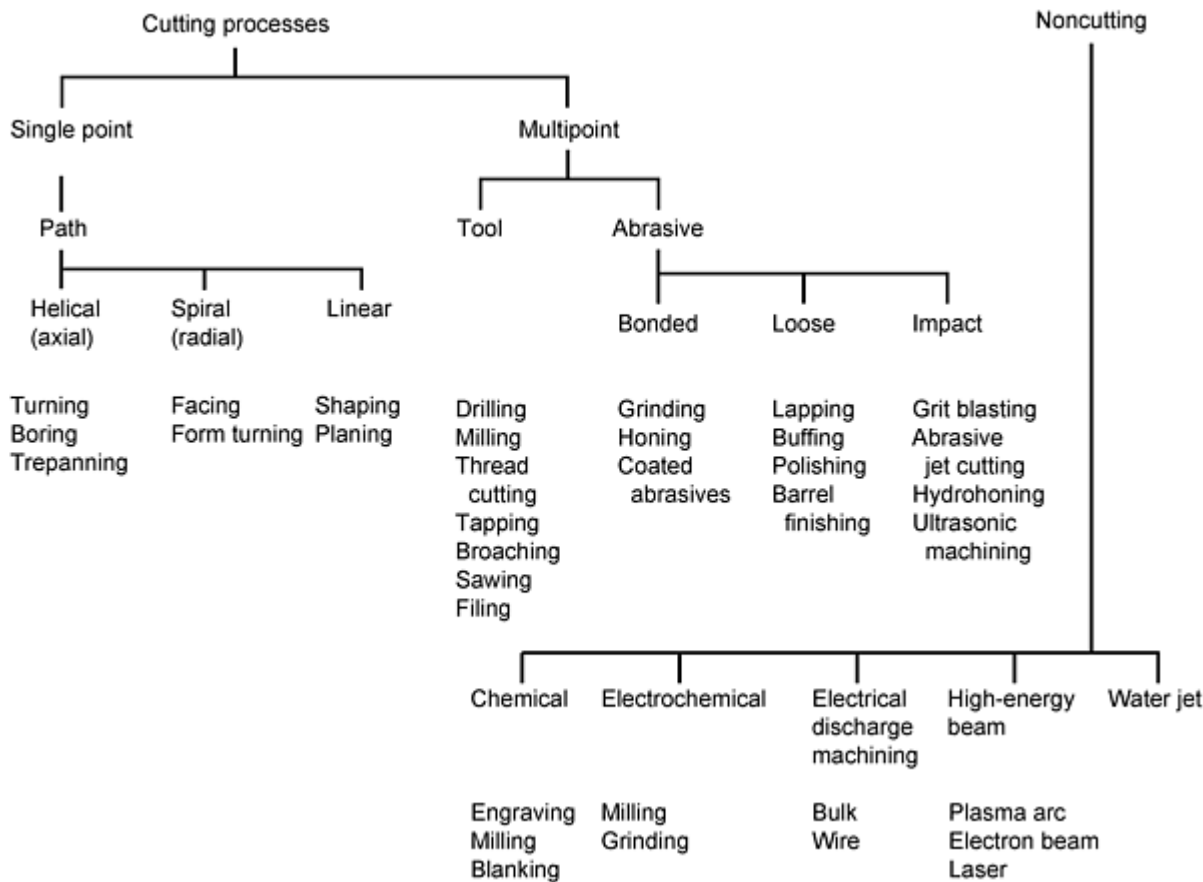 Cutting processes
Noncutting
Single point
Multipoint
Path
Tool
Abrasive
Helical
(axial)
Spiral
(radial)
Linear
Bonded
Loose
Impact
Turning
Boring
Trepanning
Facing
Form turning
Shaping
Planing
Drilling
Milling
Thread
cutting
Tapping
Broaching
Sawing
Filing
Grinding
Honing
Coated
abrasives
Lapping
Buffing
Polishing
Barrel
finishing
Grit blasting
Abrasive
jet cutting
Hydrohoning
Ultrasonic
machining
Chemical
Electrochemical
Electrical
discharge
machining
High-energy
beam
Water jet
Engraving
Milling
Blanking
Milling
Grinding
Bulk
Wire
Plasma arc
Electron beam
Laser